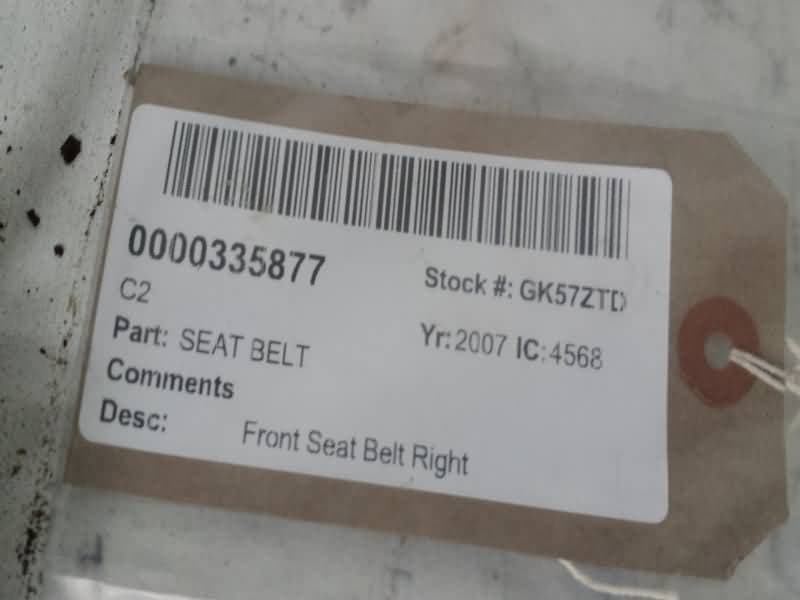 0000335877
Stock #: GK57ZTD
C2
Part: SEAT BELT
Yr: 2007 IC: 4568
Comments
Desc: Front Seat Belt Right